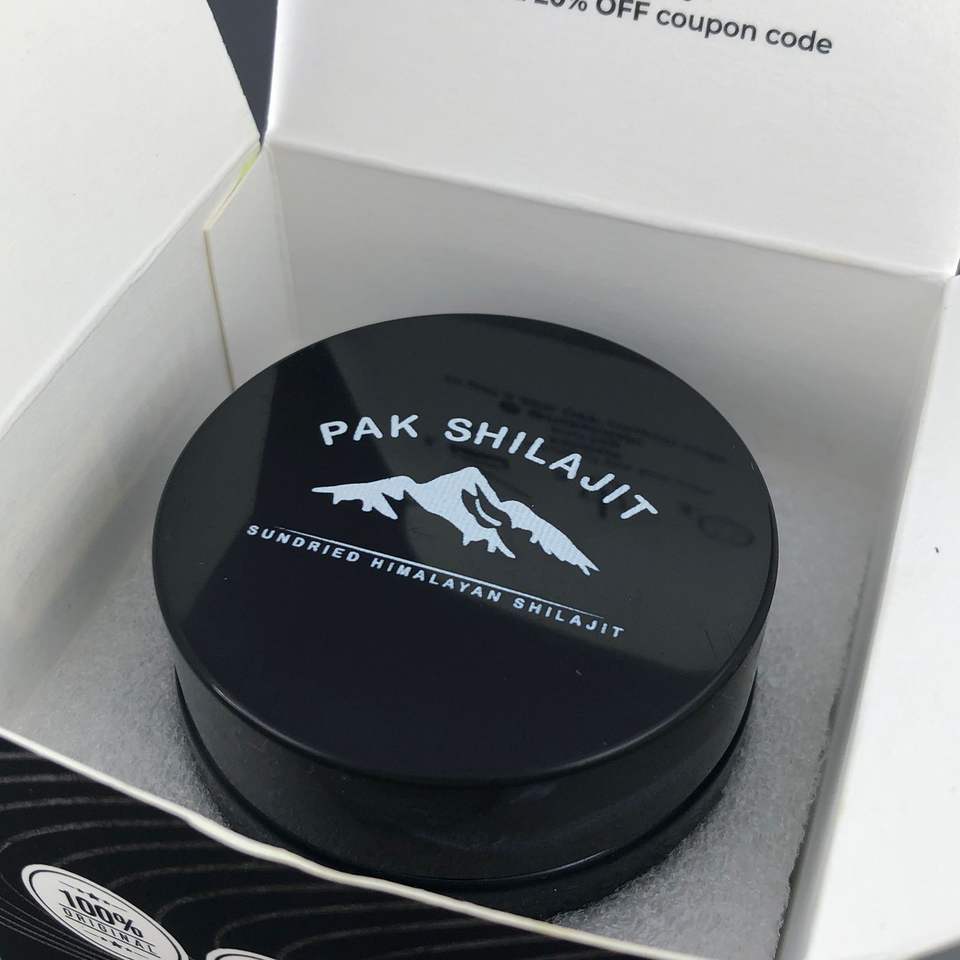 20% OFF coupon code
PAK SHILAJIT
SUNDRIED HIMALAYAN SHILAJIT
100%
ORIGINAL